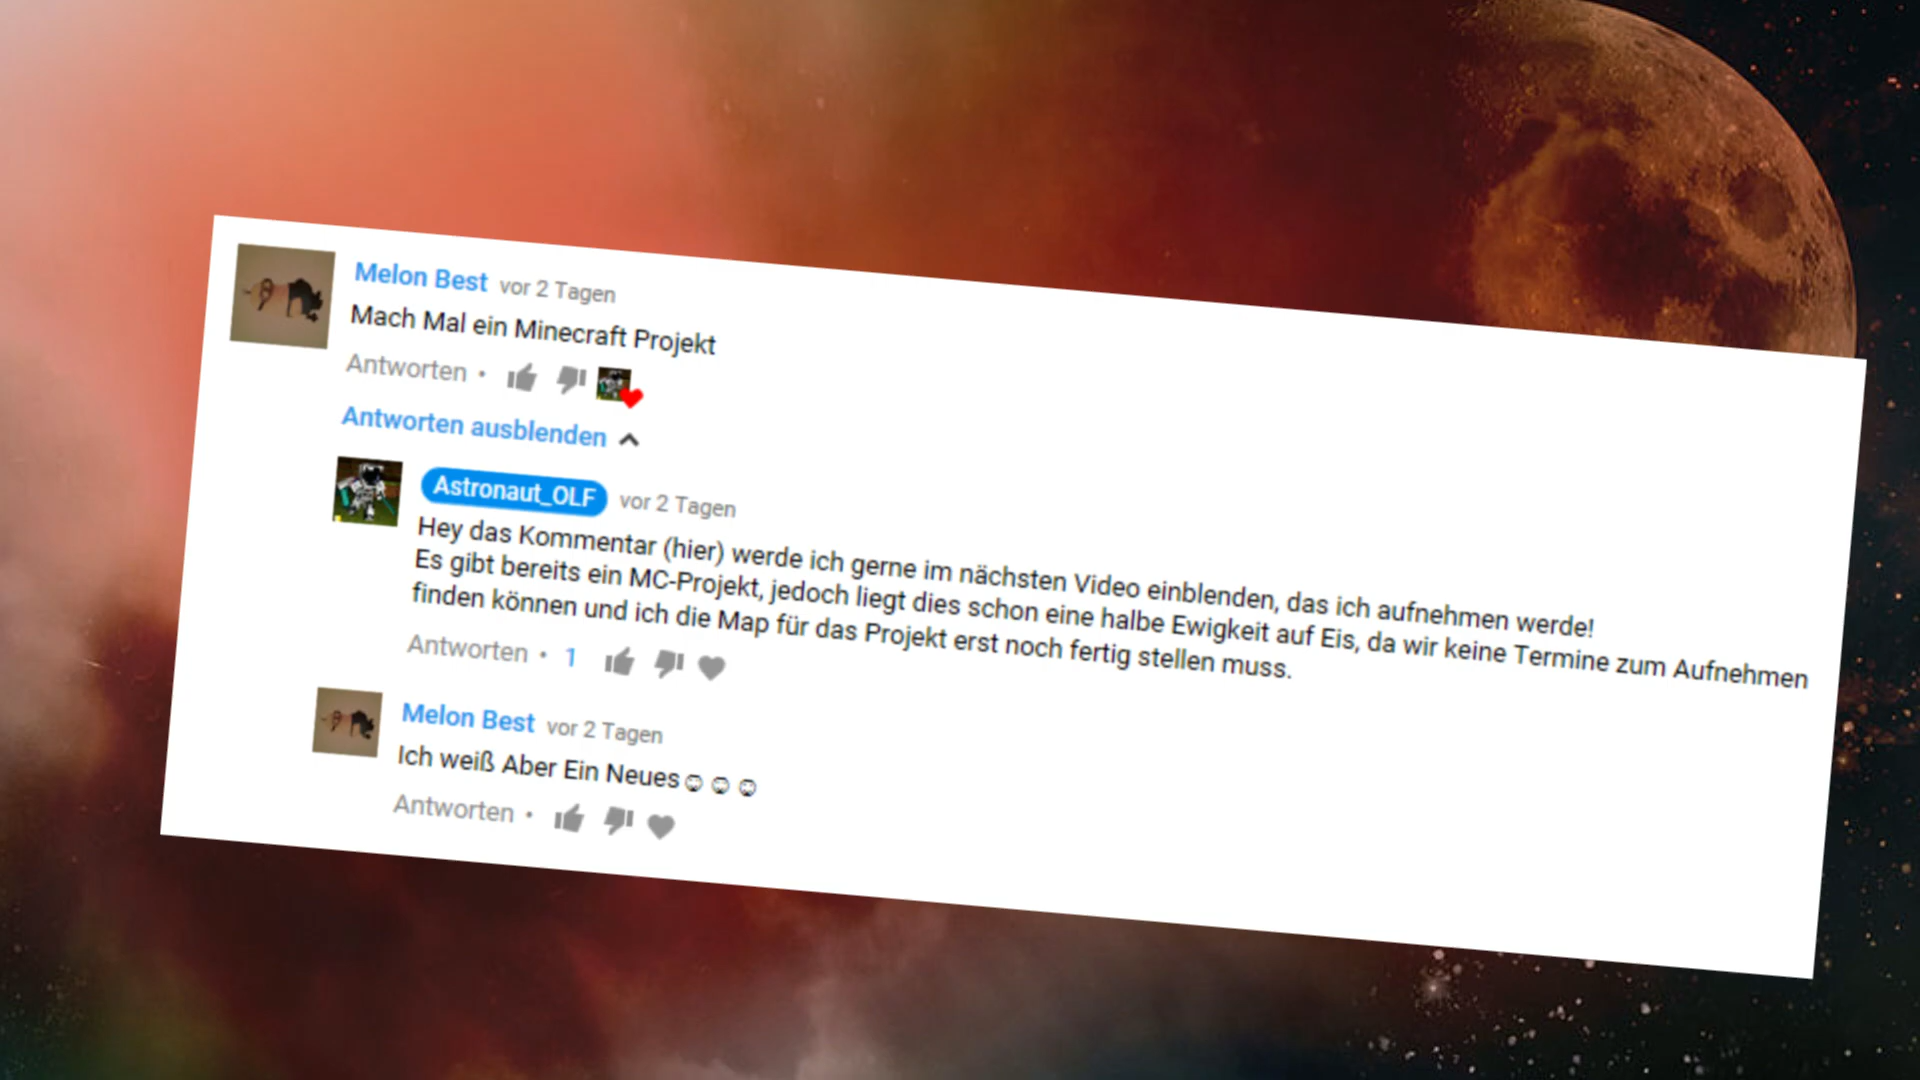 Melon Best vor 2 Tagen
Mach Mal ein Minecraft Projekt
Antworten •
Antworten ausblenden
Astronaut_OLF vor 2 Tagen
Hey das Kommentar (hier) werde ich gerne im nächsten Video einblenden, das ich aufnehmen werde!
Es gibt bereits ein MC-Projekt, jedoch liegt dies schon eine halbe Ewigkeit auf Eis, da wir keine Termine zum Aufnehmen
finden können und ich die Map für das Projekt erst noch fertig stellen muss.
Antworten • 1
Melon Best vor 2 Tagen
Ich weiß Aber Ein Neues☺☺☺
Antworten •